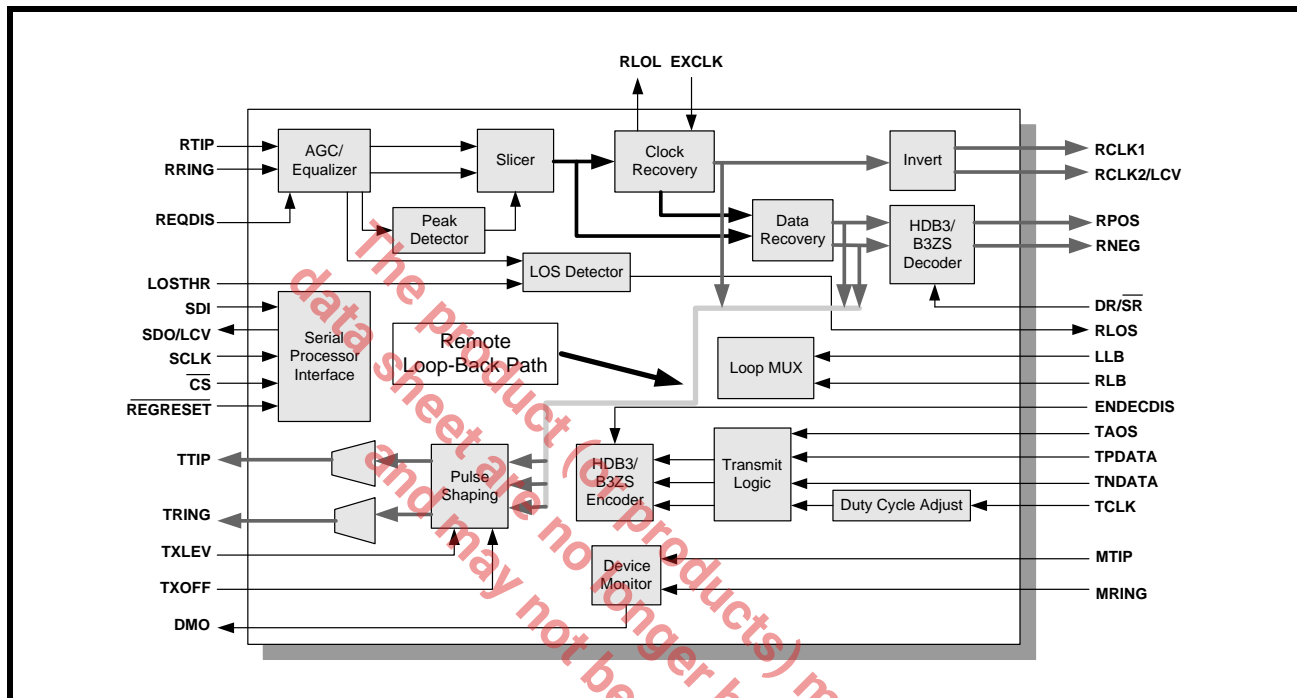 RLOL EXCLK
RTIP
RRING
REQDIS
LOSTHR
SDI
SDO/LCV
SCLK
CS
REGRESET
TTIP
TRING
TXLEV
TXOFF
DMO
AGC/
Equalizer
Slicer
Clock
Recovery
Invert
Peak
Detector
Data
Recovery
HDB3/
B3ZS
Decoder
LOS Detector
Serial
Processor
Interface
Remote
Loop-Back Path
Loop MUX
Pulse
Shaping
HDB3/
B3ZS
Encoder
Transmit
Logic
Duty Cycle Adjust
Device
Monitor
RCLK1
RCLK2/LCV
RPOS
RNEG
DR/SR
RLOS
LLB
RLB
ENDECDIS
TAOS
TPDATA
TNDATA
TCLK
MTIP
MRING
The product (or products) m
data sheet are no longer b
and may not be